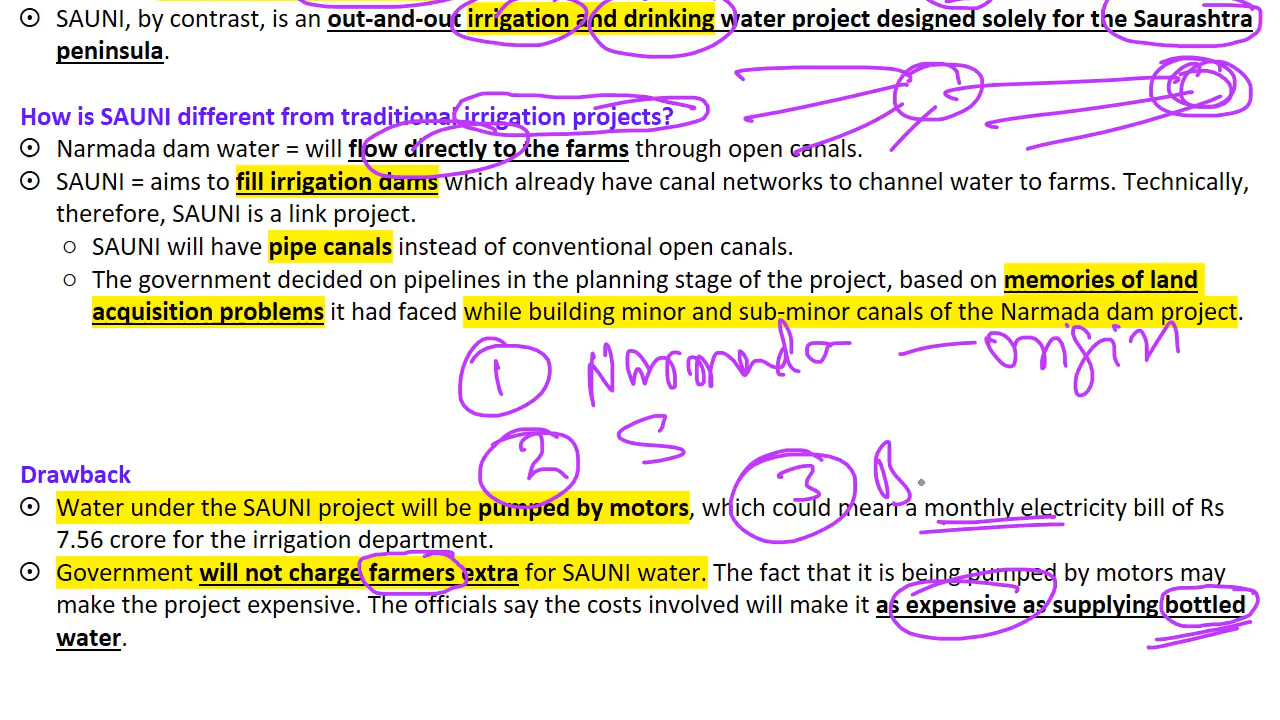 ⊙ SAUNI, by contrast, is an out-and-out irrigation and drinking water project designed solely for the Saurashtra
peninsula.
How is SAUNI different from traditional irrigation projects?
⊙ Narmada dam water = will flow directly to the farms through open canals.
⊙ SAUNI = aims to fill irrigation dams which already have canal networks to channel water to farms. Technically,
therefore, SAUNI is a link project.
○ SAUNI will have pipe canals instead of conventional open canals.
○ The government decided on pipelines in the planning stage of the project, based on memories of land
acquisition problems it had faced while building minor and sub-minor canals of the Narmada dam project.
1 Narmada — origin
2 S
3 D
Drawback
⊙ Water under the SAUNI project will be pumped by motors, which could mean a monthly electricity bill of Rs
7.56 crore for the irrigation department.
⊙ Government will not charge farmers extra for SAUNI water. The fact that it is being pumped by motors may
make the project expensive. The officials say the costs involved will make it as expensive as supplying bottled
water.